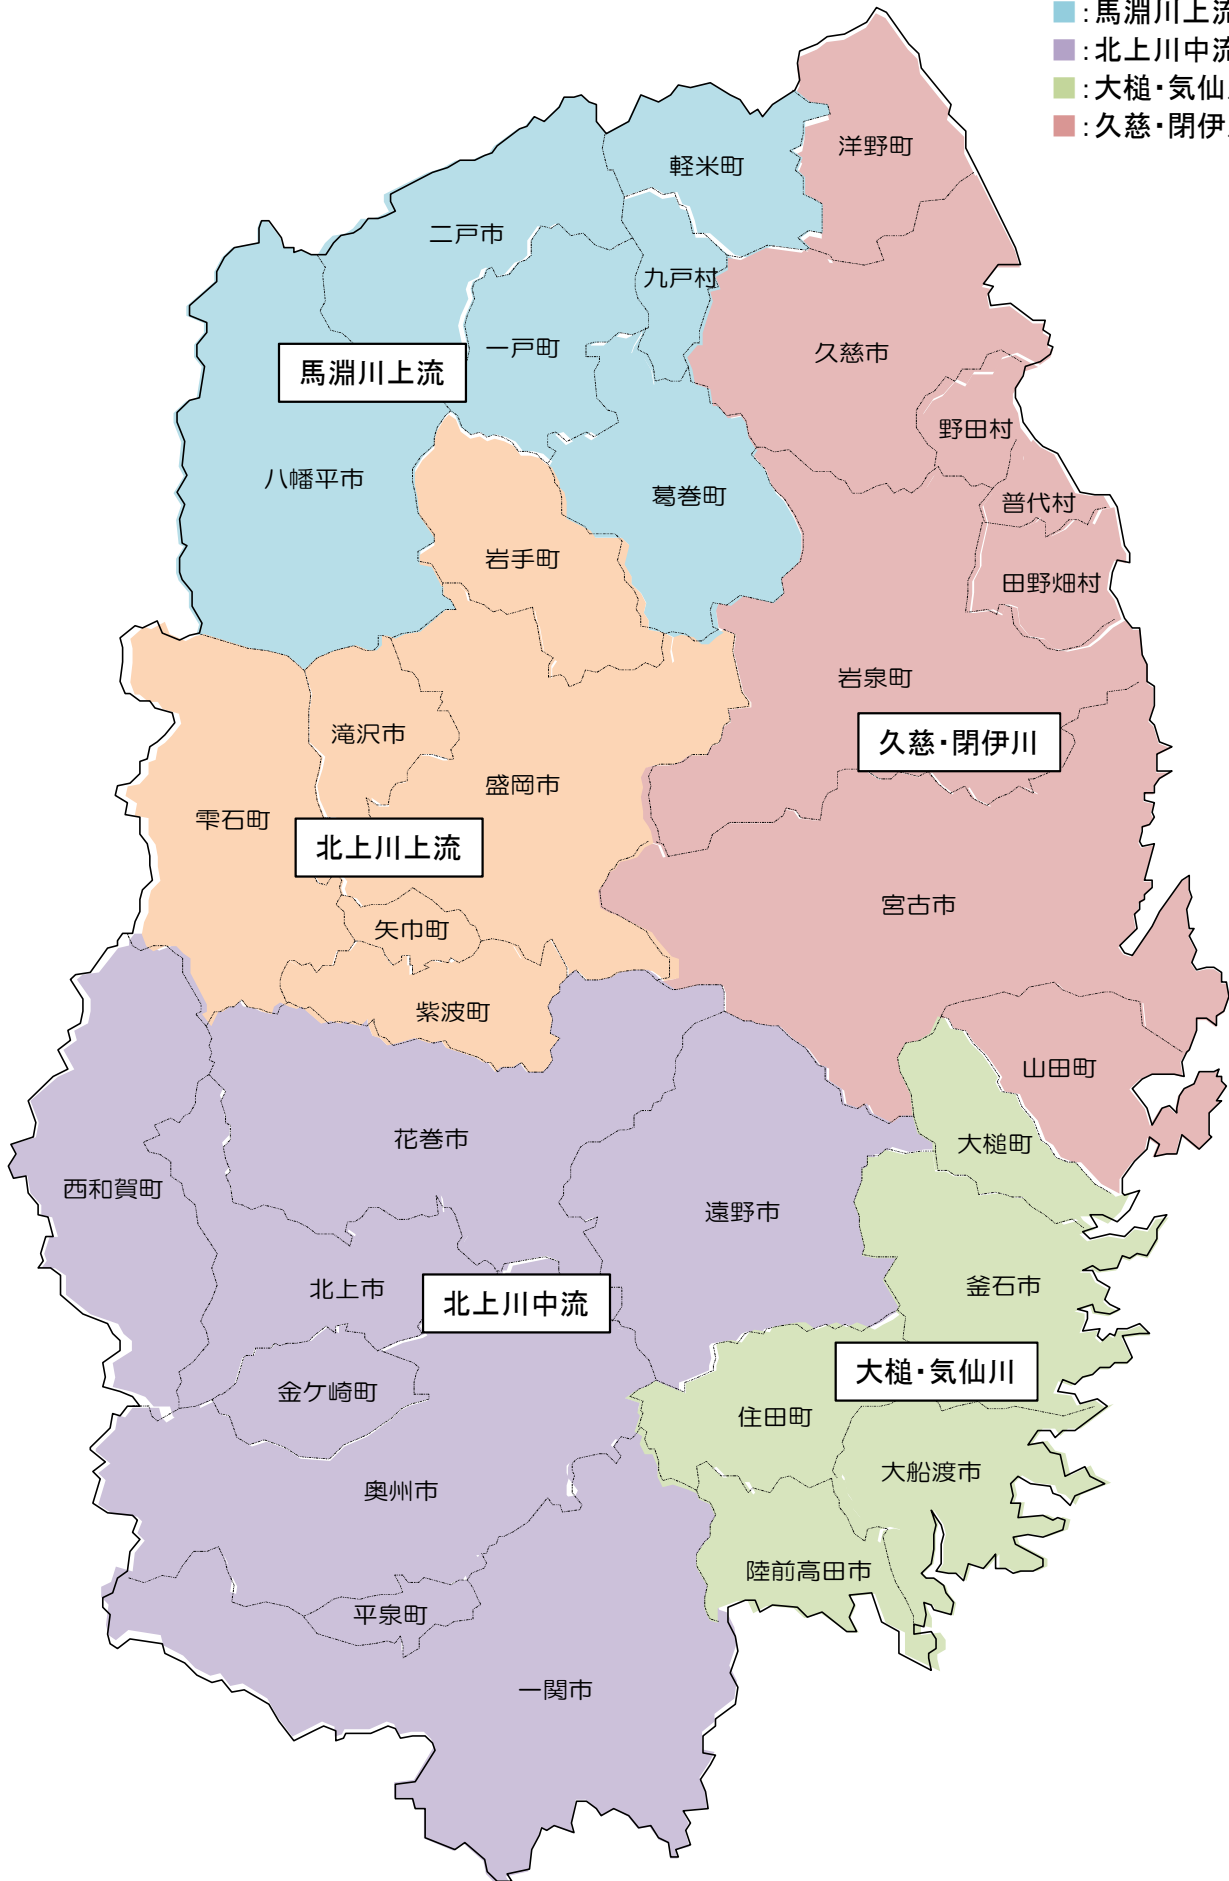 :馬淵川上流
:北上川中流
:大槌・気仙
:久慈・閉伊
洋野町
軽米町
二戸市
九戸村
一戸町
久慈市
馬淵川上流
野田村
八幡平市
葛巻町
普代村
岩手町
田野畑村
岩泉町
滝沢市
久慈・閉伊川
盛岡市
雫石町
北上川上流
宮古市
矢巾町
紫波町
山田町
花巻市
大槌町
西和賀町
遠野市
北上市
釜石市
北上川中流
大槌・気仙川
金ケ崎町
住田町
大船渡市
奥州市
陸前高田市
平泉町
一関市